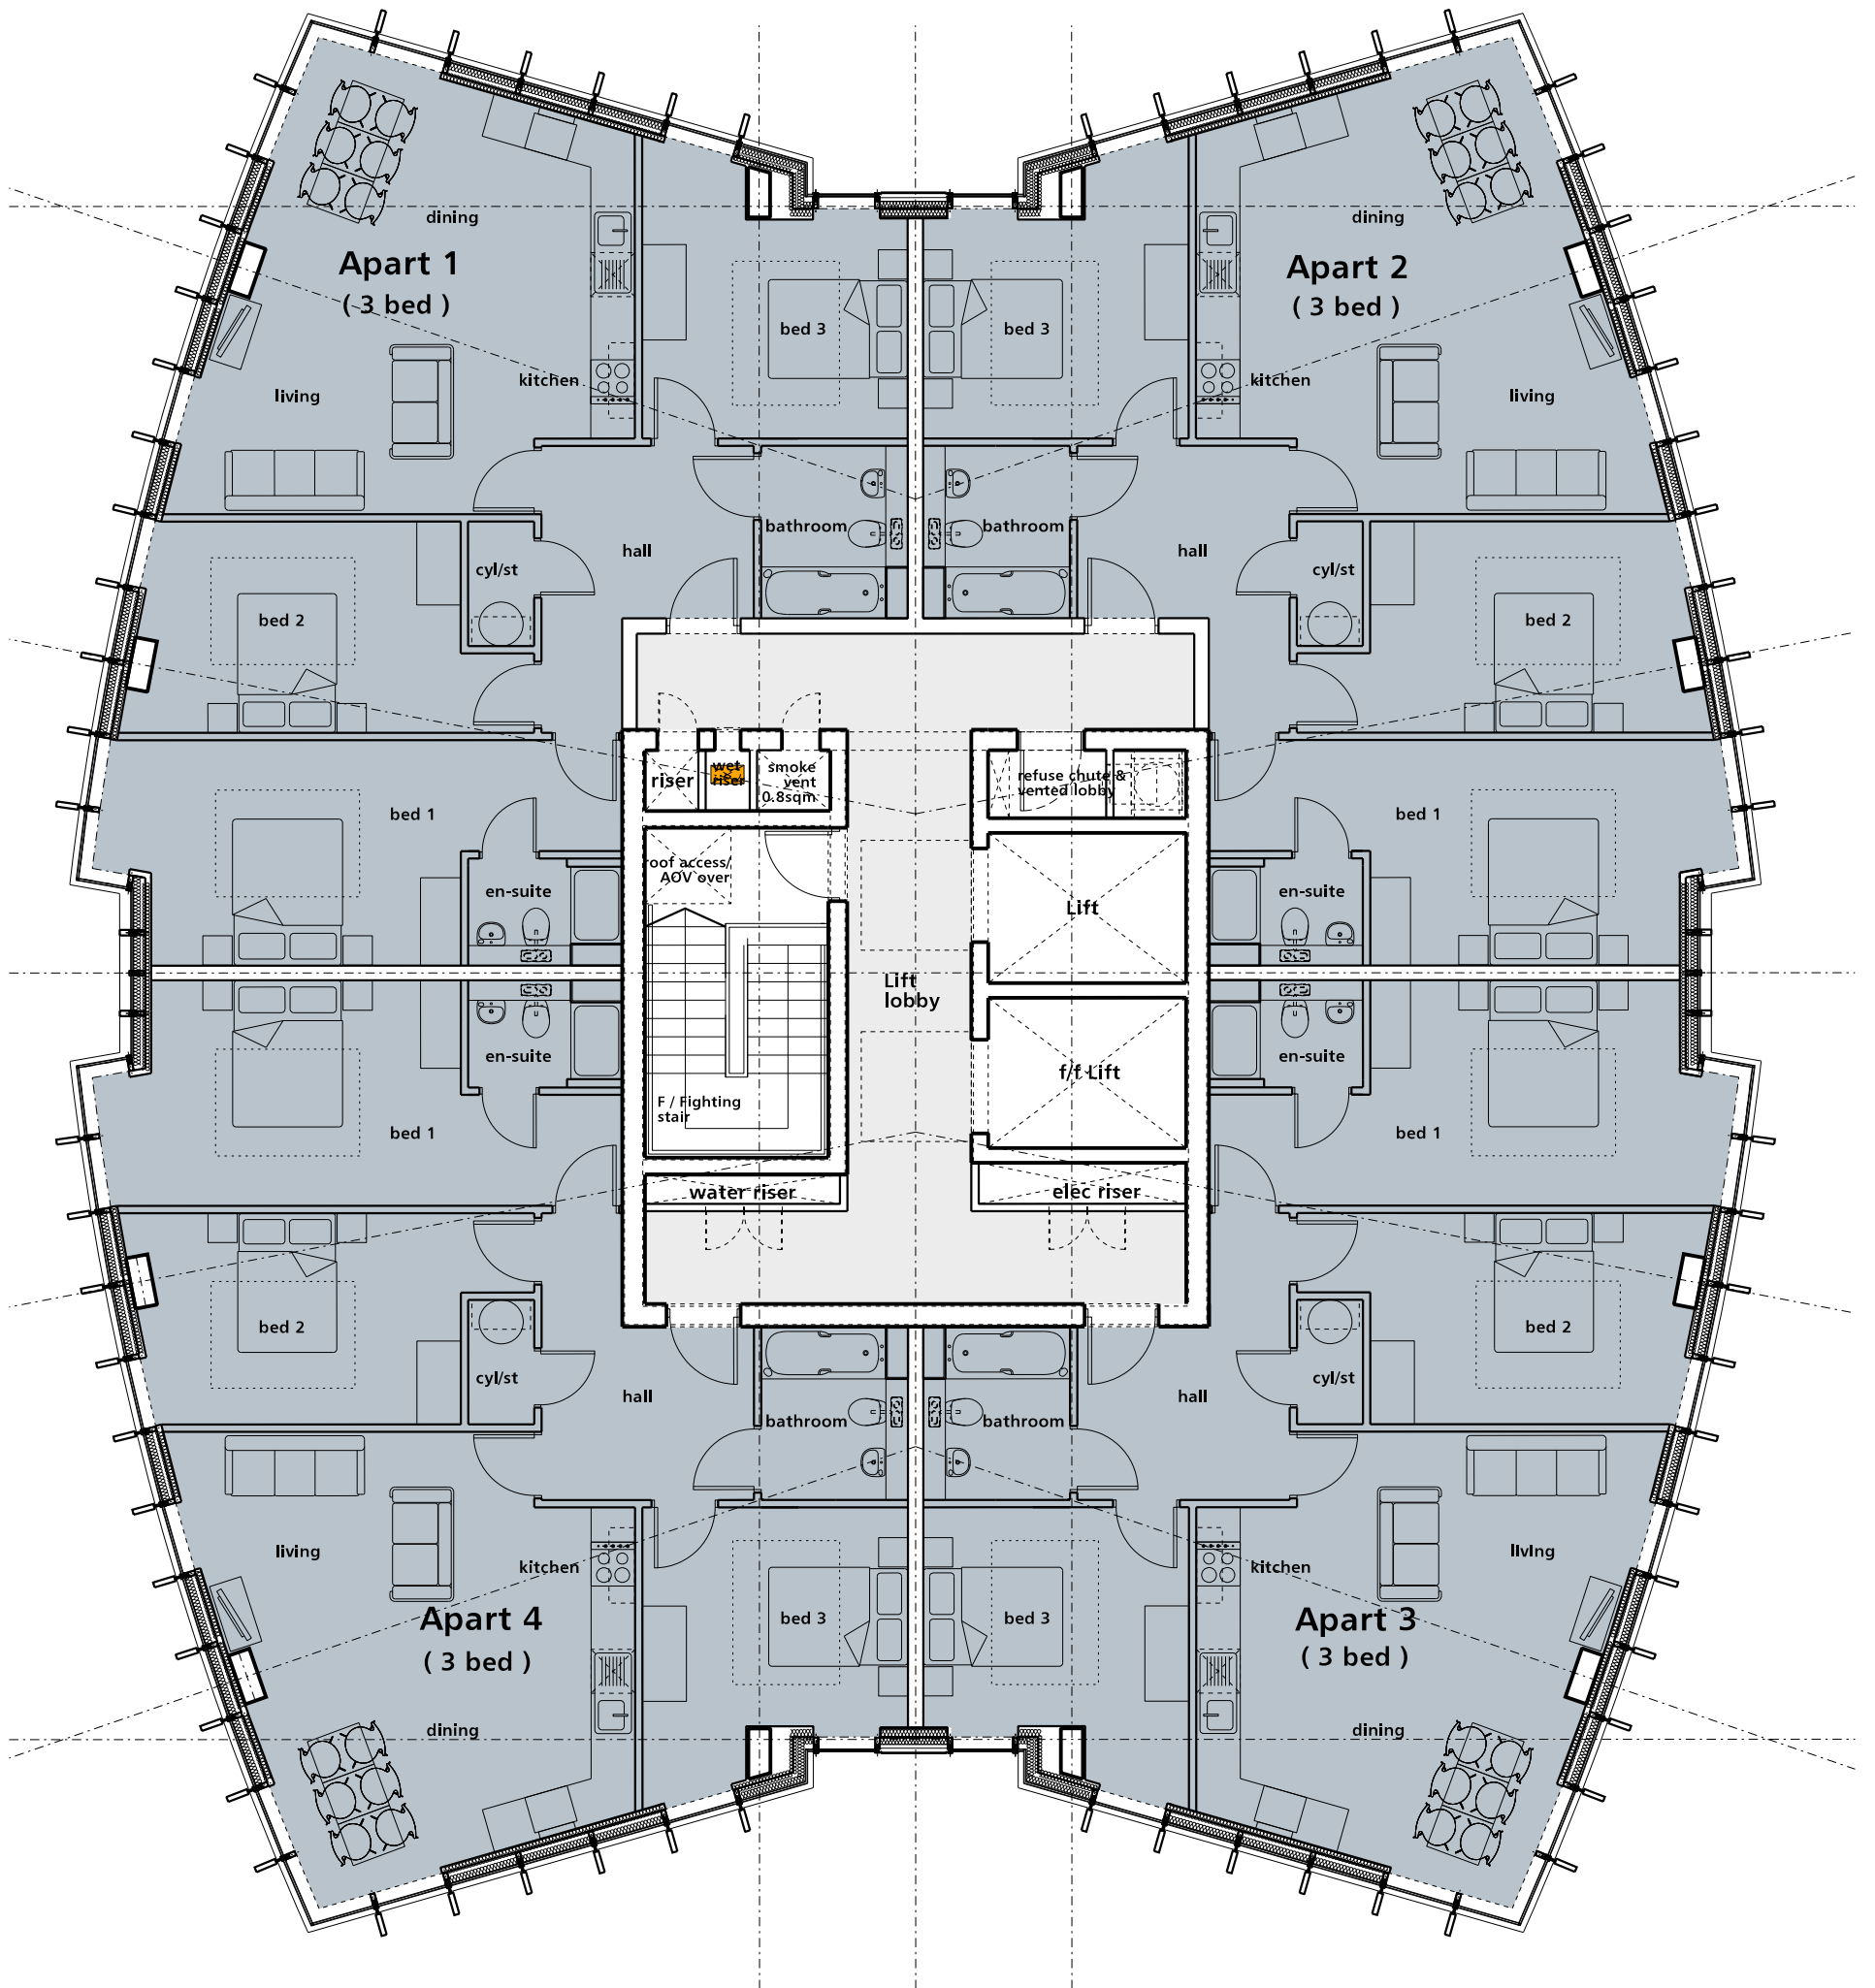 dining
Apart 1
( 3 bed )
living
kitchen
bed 3
bed 3
dining
Apart 2
( 3 bed )
kitchen
living
bathroom
bathroom
hall
hall
cyl/st
cyl/st
bed 2
bed 2
riser
wet
riser
smoke
vent
0.8sqm
refuse chute &
vented lobby
bed 1
bed 1
roof access/
AOV over
en-suite
en-suite
Lift
Lift
lobby
en-suite
en-suite
f/f Lift
F / Fighting
stair
bed 1
bed 1
water riser
elec riser
bed 2
bed 2
cyl/st
cyl/st
hall
hall
bathroom
bathroom
living
kitchen
kitchen
living
Apart 4
( 3 bed )
bed 3
bed 3
Apart 3
( 3 bed )
dining
dining